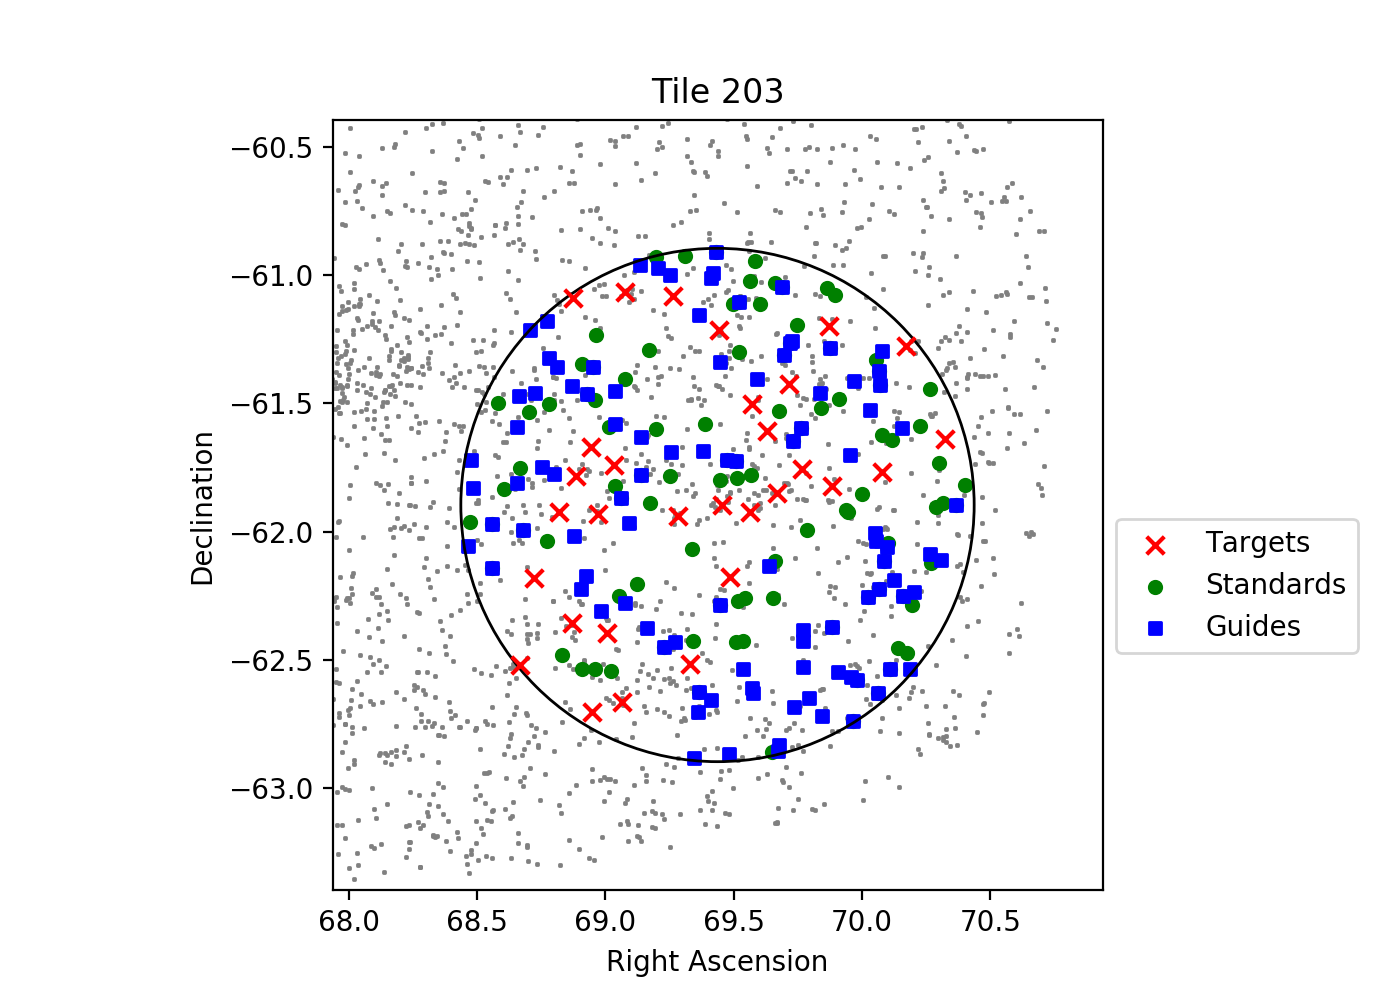 Tile 203
−60.5
−61.0
−61.5
−62.0
−62.5
−63.0
Declination
68.0 68.5 69.0 69.5 70.0 70.5
Right Ascension
Targets
Standards
Guides